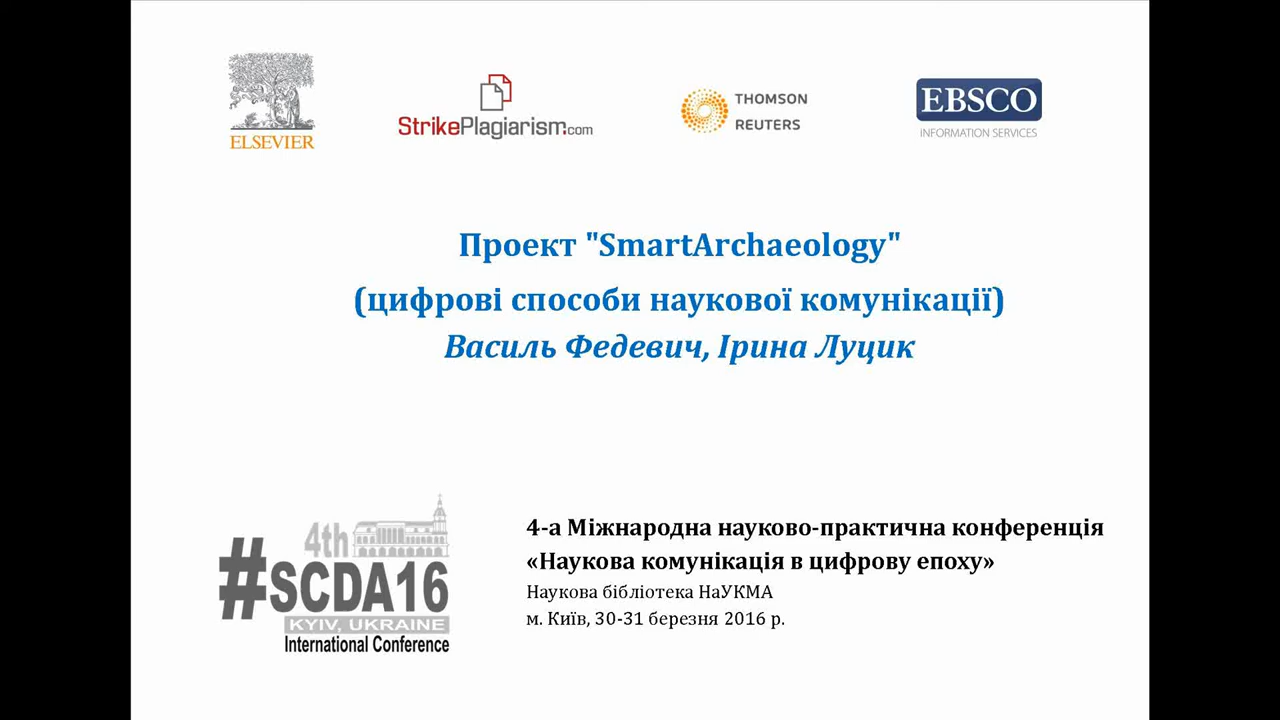 ELSEVIER
StrikePlagiarism.com
THOMSON
REUTERS
EBSCO
INFORMATION SERVICES
Проект "SmartArchaeology"
(цифрові способи наукової комунікації)
Василь Федевич, Ірина Луцик
4th
#SCDA16
KYIV, UKRAINE
International Conference
4-а Міжнародна науково-практична конференція
«Наукова комунікація в цифрову епоху»
Наукова бібліотека НаУКМА
м. Київ, 30-31 березня 2016 р.